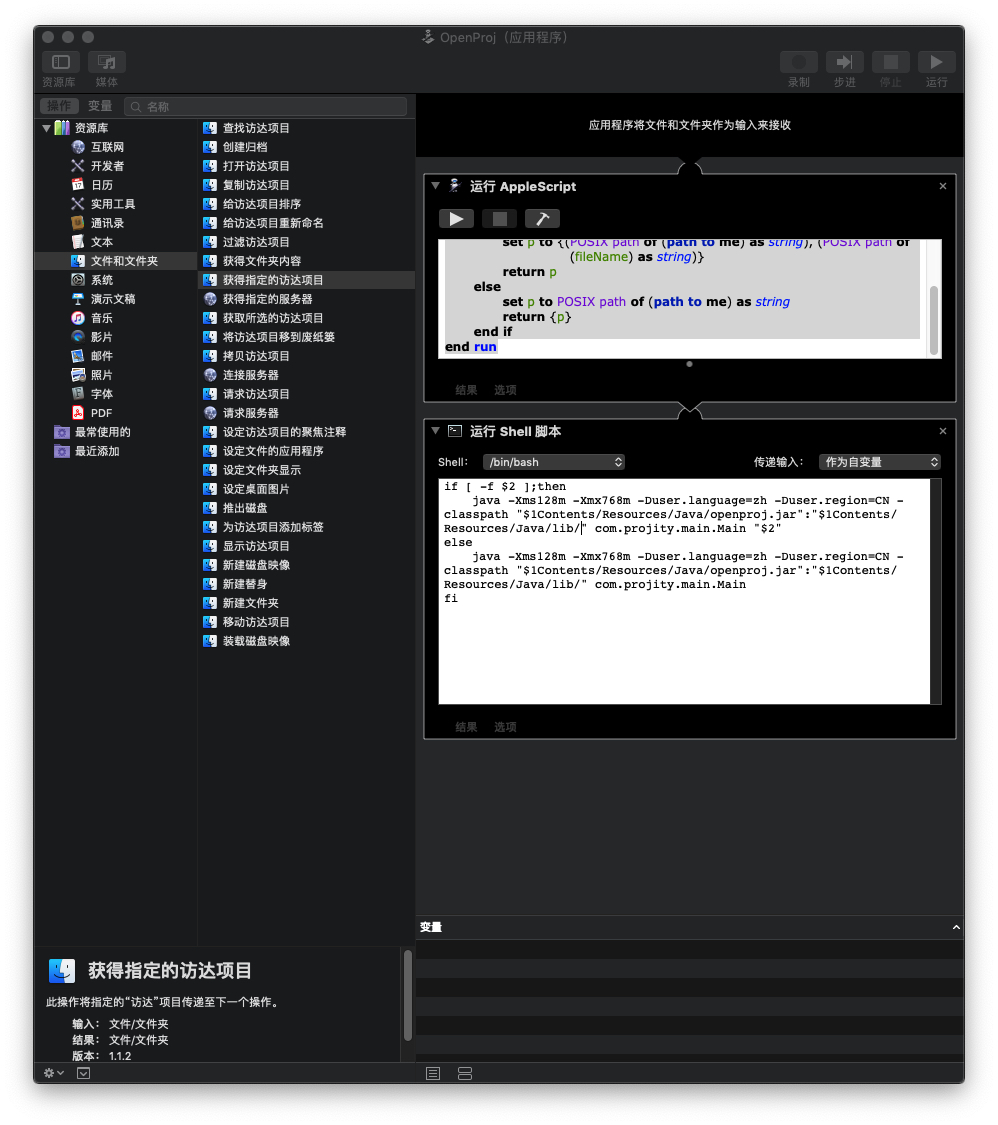 OpenProj（应用程序）
资源库
媒体
录制
步进
停止
运行
操作
变量
名称
资源库
互联网
开发者
日历
实用工具
通讯录
文本
文件和文件夹
系统
演示文稿
音乐
影片
邮件
照片
字体
PDF
最常使用的
最近添加
查找访达项目
创建归档
打开访达项目
复制访达项目
给访达项目排序
给访达项目重新命名
过滤访达项目
获得文件夹内容
获得指定的访达项目
获得指定的服务器
获取所选的访达项目
将访达项目移到废纸篓
拷贝访达项目
连接服务器
请求访达项目
请求服务器
设定访达项目的聚焦注释
设定文件的应用程序
设定文件夹显示
设定桌面图片
推出磁盘
为访达项目添加标签
显示访达项目
新建磁盘映像
新建替身
新建文件夹
移动访达项目
装载磁盘映像
获得指定的访达项目
此操作将指定的“访达”项目传递至下一个操作。
输入： 文件/文件夹
结果： 文件/文件夹
版本： 1.1.2
应用程序将文件和文件夹作为输入来接收
运行 AppleScript
set p to {(POSIX path of (path to me) as string), (POSIX path of
(fileName) as string)}
return p
else
set p to POSIX path of (path to me) as string
return {p}
end if
end run
结果 选项
运行 Shell 脚本
Shell： /bin/bash 传递输入： 作为自变量
if [ -f $2 ];then
java -Xms128m -Xmx768m -Duser.language=zh -Duser.region=CN -
classpath "$1Contents/Resources/Java/openproj.jar":"$1Contents/
Resources/Java/lib/" com.projity.main.Main "$2"
else
java -Xms128m -Xmx768m -Duser.language=zh -Duser.region=CN -
classpath "$1Contents/Resources/Java/openproj.jar":"$1Contents/
Resources/Java/lib/" com.projity.main.Main
fi
结果 选项
变量